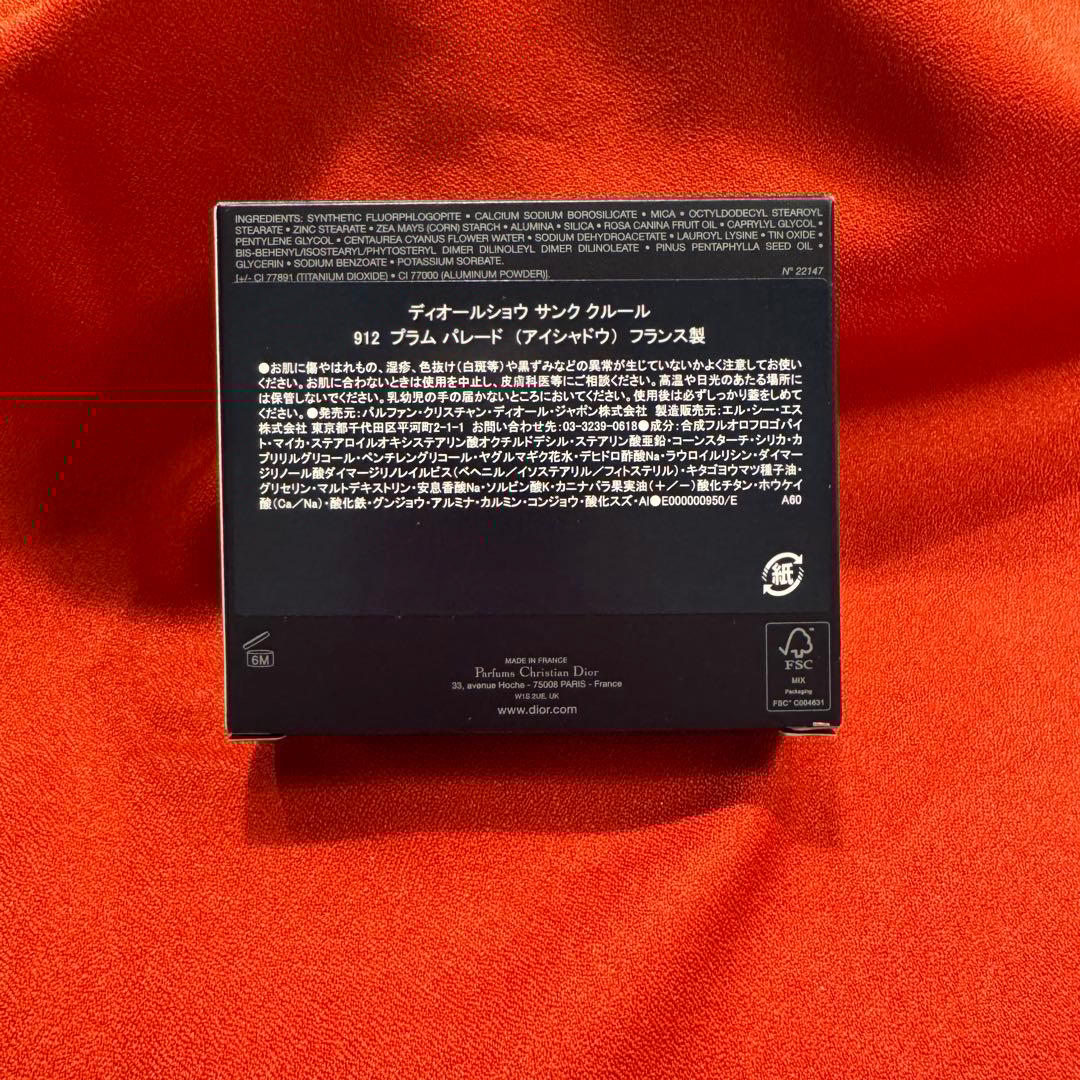 INGREDIENTS: SYNTHETIC FLUORPHLOGOPITE • CALCIUM SODIUM BOROSILICATE • MICA • OCTYLDODECYL STEAROYL
STEARATE • ZINC STEARATE • ZEA MAYS (CORN) STARCH • ALUMINA • SILICA • ROSA CANINA FRUIT OIL • CAPRYLYL GLYCOL •
PENTYLENE GLYCOL • CENTAUREA CYANUS FLOWER WATER • SODIUM DEHYDROACETATE • LAUROYL LYSINE • TIN OXIDE •
BIS-BEHENYL/ISOSTEARYL/PHYTOSTERYL DIMER DILINOLEYL DIMER DILINOLEATE • PINUS PENTAPHYLLA SEED OIL •
GLYCERIN • SODIUM BENZOATE • POTASSIUM SORBATE.
[+/- CI 77891 (TITANIUM DIOXIDE) • CI 77000 (ALUMINUM POWDER)]. N° 22147
ディオールショウ サンク クルール
912 プラム パレード (アイシャドウ) フランス製
●お肌に傷やはれもの、湿疹、色抜け(白斑等)や黒ずみなどの異常が生じていないかよく注意してお使い
ください。お肌に合わないときは使用を中止し、皮膚科医等にご相談ください。高温や日光のあたる場所に
は保管しないでください。乳幼児の手の届かないところにおいてください。使用後は必ずしっかり蓋をしめて
ください。●発売元:パルファン・クリスチャン・ディオール・ジャポン株式会社 製造販売元:エル・シー・エス
株式会社 東京都千代田区平河町2-1-1 お問い合わせ先:03-3239-0618●成分:合成フルオロフロゴパイ
ト・マイカ・ステアロイルオキシステアリン酸オクチルドデシル・ステアリン酸亜鉛・コーンスターチ・シリカ・カ
プリリルグリコール・ペンチレングリコール・ヤグルマギク花水・デヒドロ酢酸Na・ラウロイルリシン・ダイマー
ジリノール酸ダイマージリノレイルビス(ベヘニル/イソステアリル/フィトステリル)・キタゴヨウマツ種子油・
グリセリン・マルトデキストリン・安息香酸Na・ソルビン酸K・カニナバラ果実油(+/-)酸化チタン・ホウケイ
酸(Ca/Na)・酸化鉄・グンジョウ・アルミナ・カルミン・コンジョウ・酸化スズ・Al●E000000950/E A60
紙
6M
MADE IN FRANCE
Parfums Christian Dior
33, avenue Hoche - 75008 PARIS - France
W1S 2UE, UK
www.dior.com
FSC
MIX
Packaging
FSC® C004631